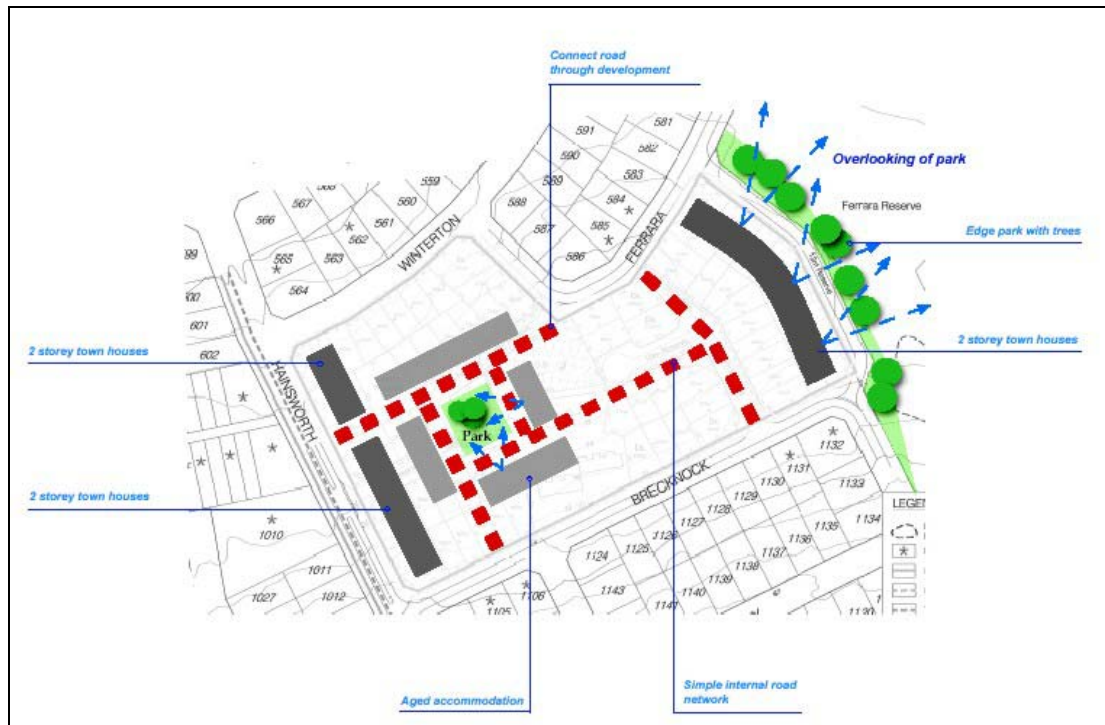 Connect road
through development
Overlooking of park
Ferrara Reserve
Edge park with trees
2 storey town houses
2 storey town houses
2 storey town houses
Aged accommodation
Simple internal road
network
Park
WINTERTON
FERRARA
HAINSWORTH
BRECKNOCK
591
581
590
582
589
583
588
584
587
585
586
559
560
561
562
563
564
565
566
567
601
602
1010
1011
1012
1027
1124
1125
1126
1127
1128
1129
1130
1131
1132
1133
1134
1135
1136
1137
1138
1139
1140
1143
1106